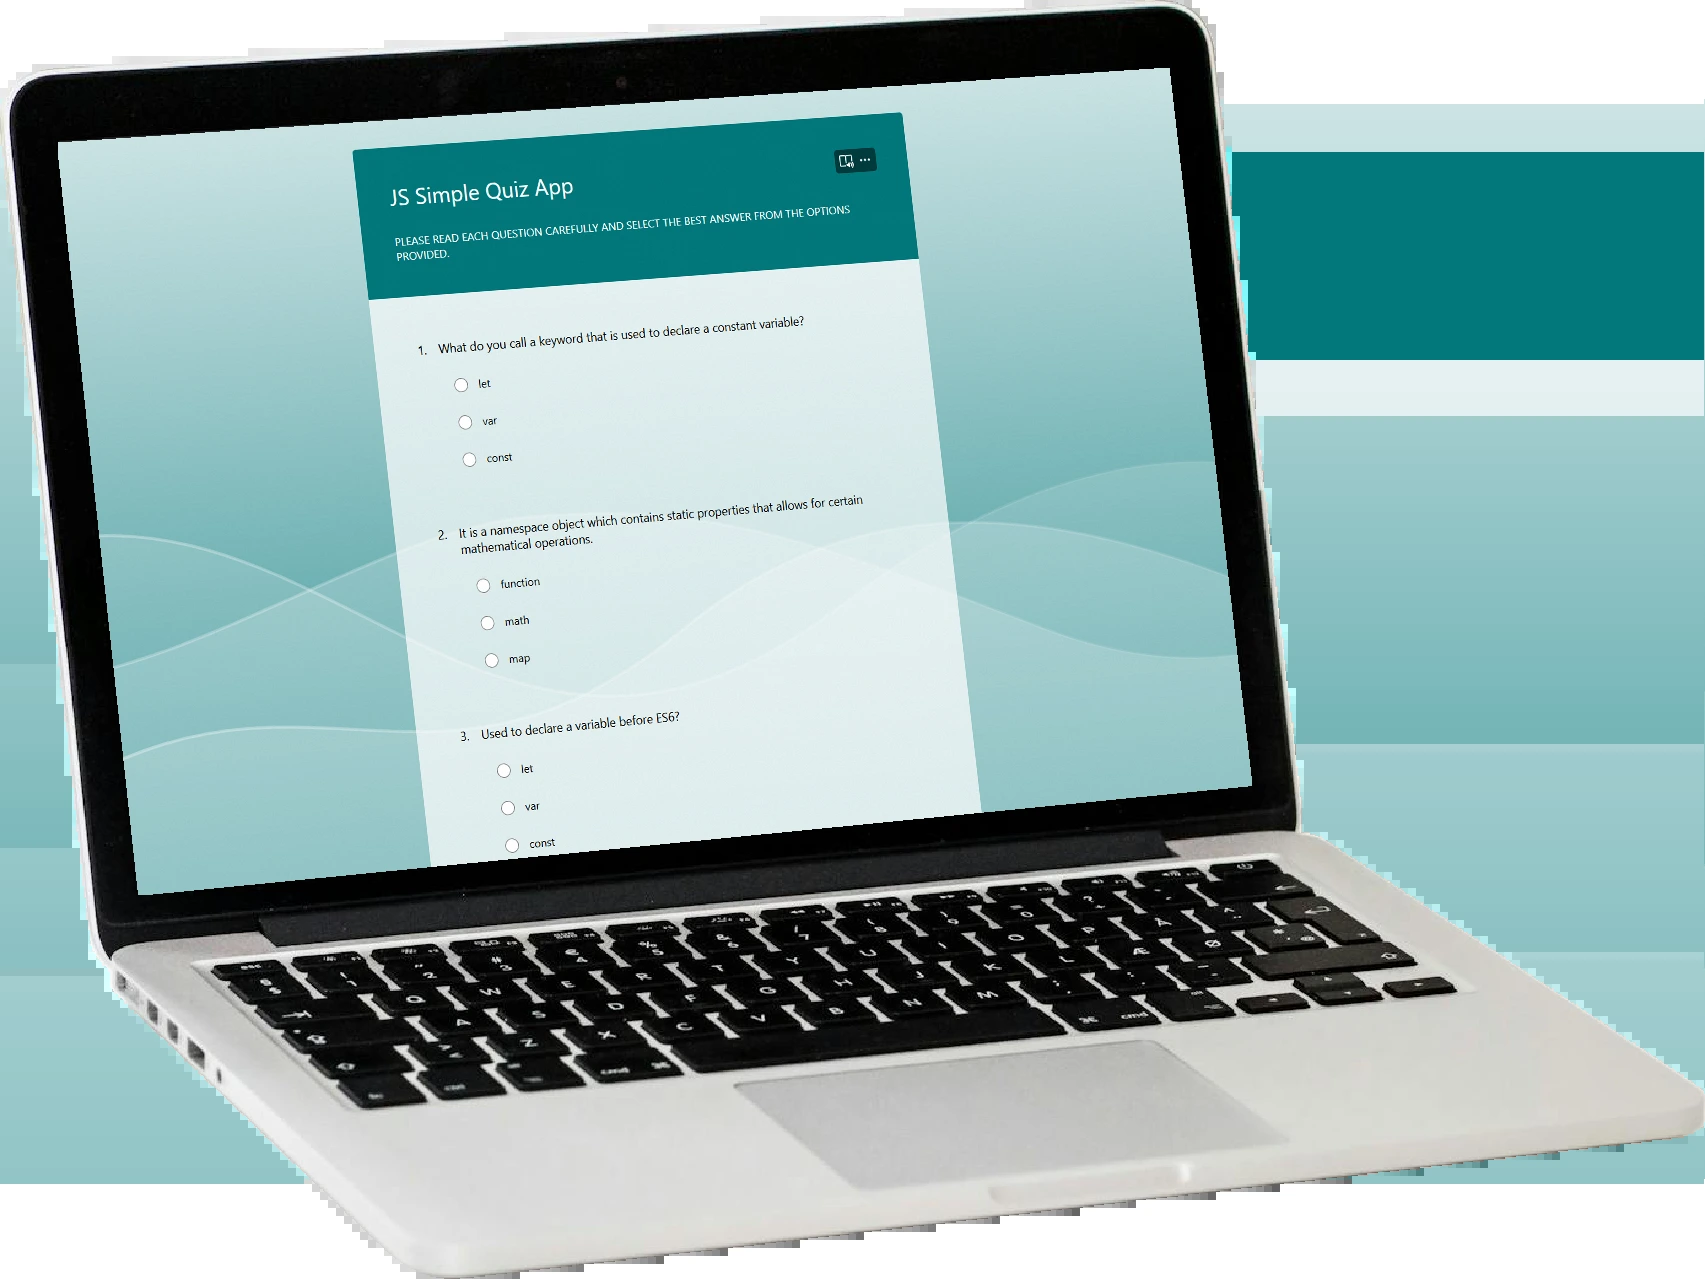 JS Simple Quiz App
PLEASE READ EACH QUESTION CAREFULLY AND SELECT THE BEST ANSWER FROM THE OPTIONS
PROVIDED.
1. What do you call a keyword that is used to declare a constant variable?
let
var
const
2. It is a namespace object which contains static properties that allows for certain
mathematical operations.
function
math
map
3. Used to declare a variable before ES6?
let
var
const
Q W E R T Y U I O P Å
A S D F G H J K L Æ Ø
Z X C V B N M
cmd
cmd